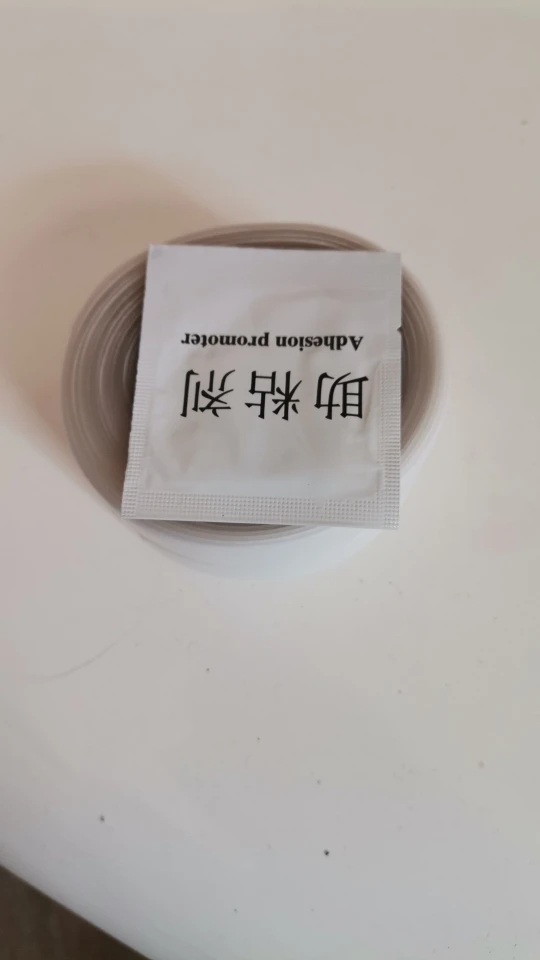 助粘剂
Adhesion promoter